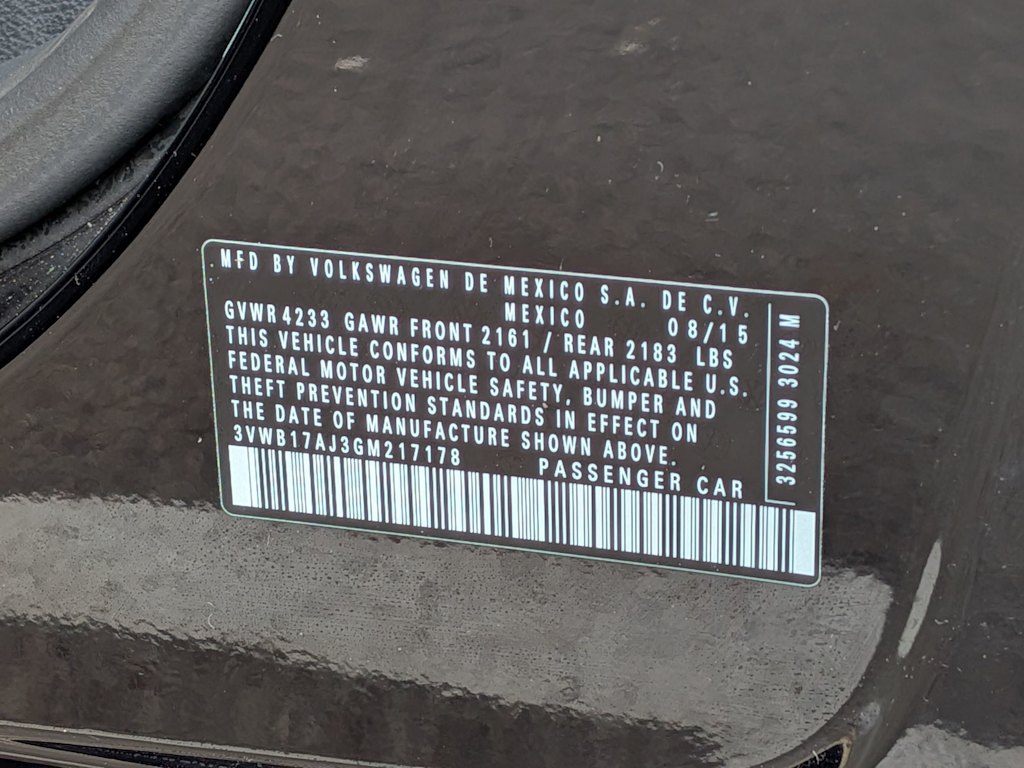 MFD BY VOLKSWAGEN DE MEXICO S.A. DE C.V.
MEXICO 08/15
GVWR 4233 GAWR FRONT 2161 / REAR 2183 LBS
THIS VEHICLE CONFORMS TO ALL APPLICABLE U.S.
FEDERAL MOTOR VEHICLE SAFETY, BUMPER AND
THEFT PREVENTION STANDARDS IN EFFECT ON
THE DATE OF MANUFACTURE SHOWN ABOVE.
3VWB17AJ3GM217178 PASSENGER CAR
3256599 3024 M